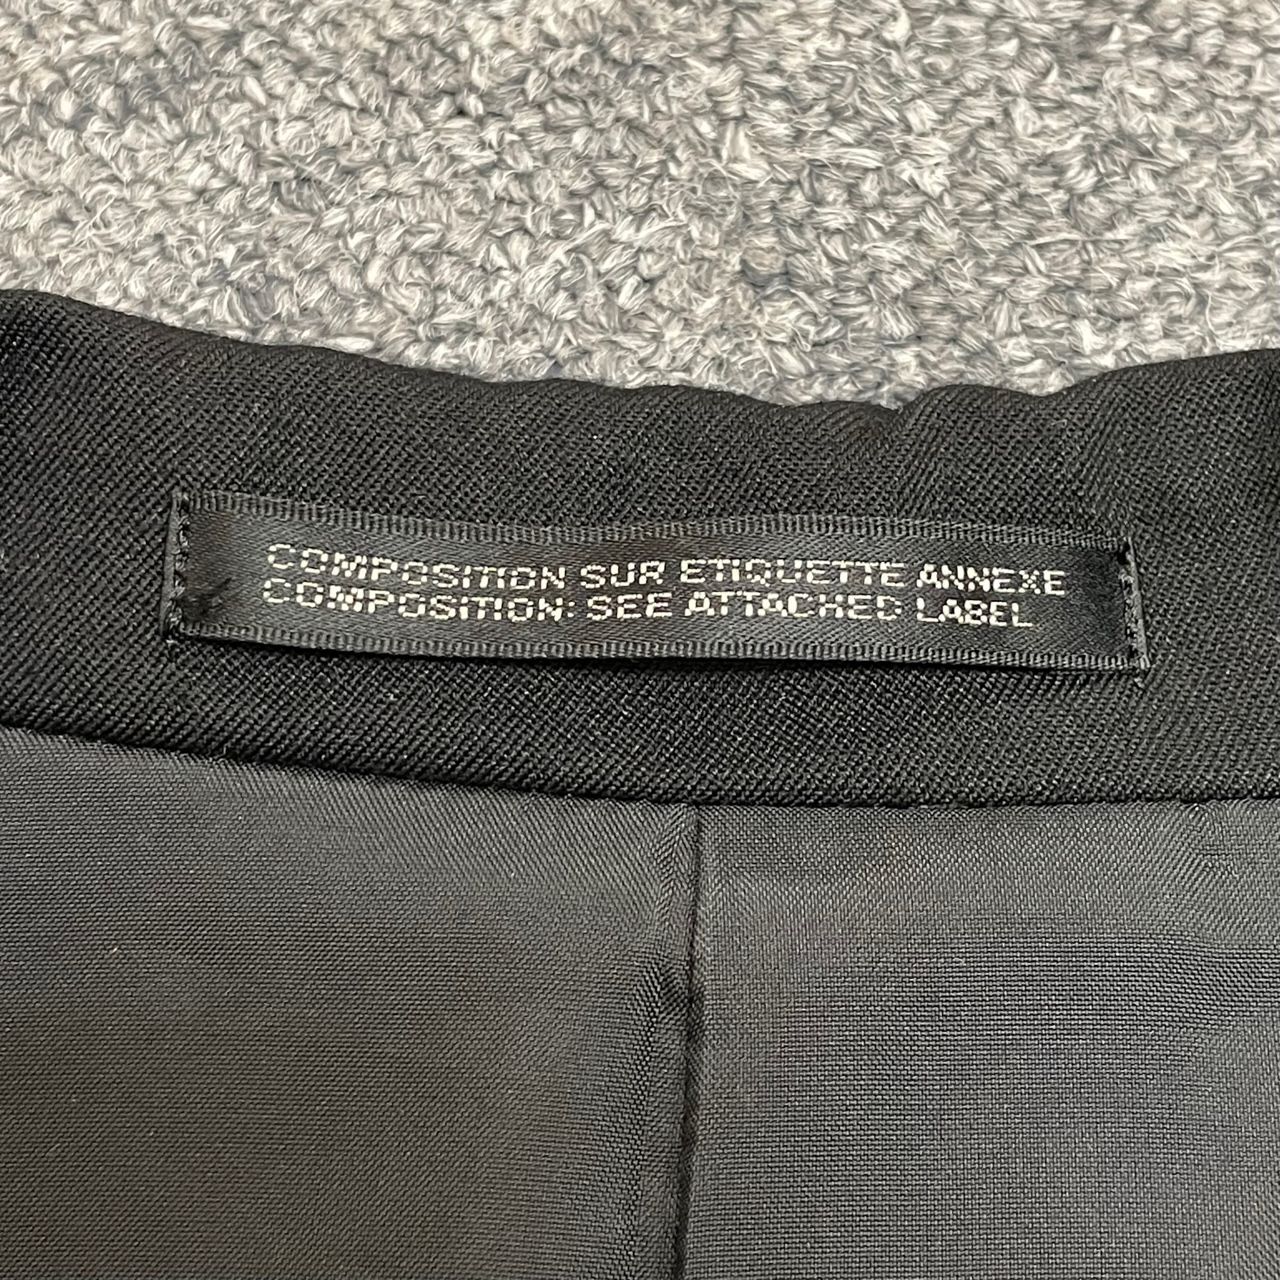 COMPOSITION SUR ETIQUETTE ANNEXE
COMPOSITION: SEE ATTACHED LABEL